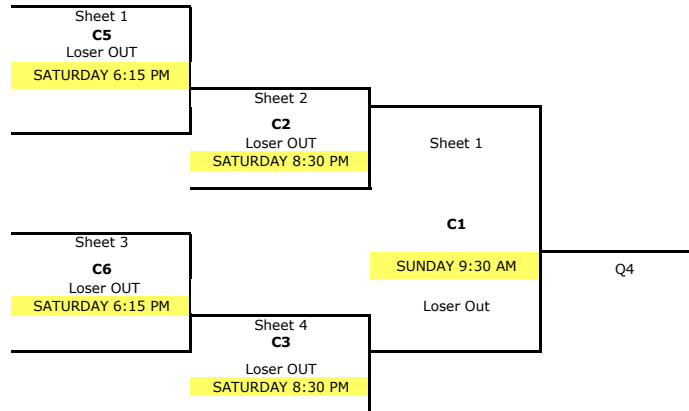 Sheet 1
C5
Loser OUT
SATURDAY 6:15 PM
Sheet 2
C2
Loser OUT
SATURDAY 8:30 PM
Sheet 1
C1
SUNDAY 9:30 AM
Loser Out
Q4
Sheet 3
C6
Loser OUT
SATURDAY 6:15 PM
Sheet 4
C3
Loser OUT
SATURDAY 8:30 PM